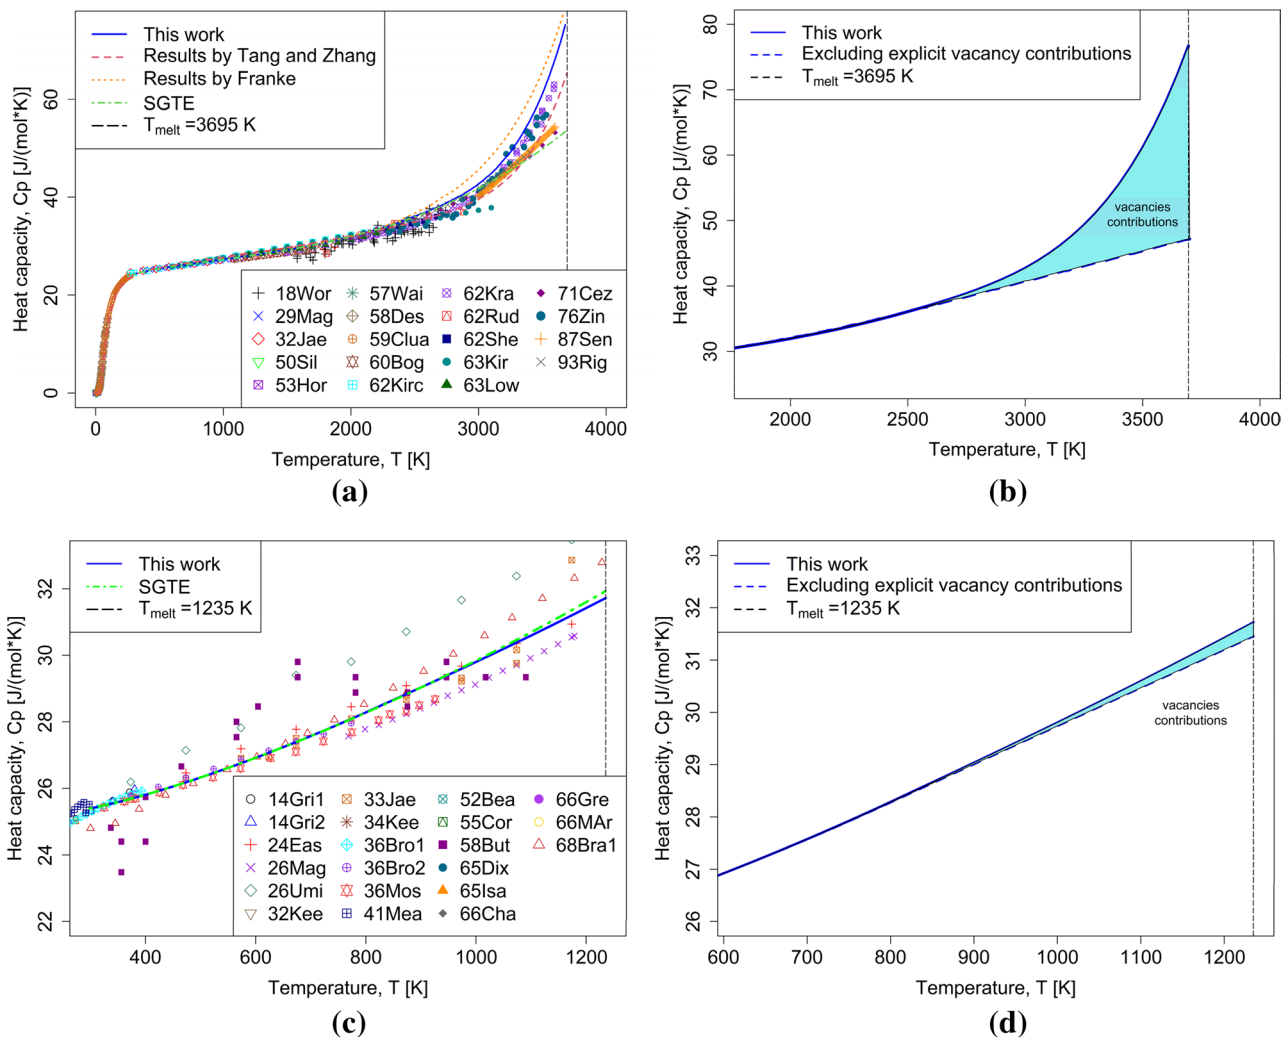 This work
Results by Tang and Zhang
Results by Franke
SGTE
Tmelt =3695 K
Heat capacity, Cp [J/(mol*K)]
60
40
20
0
18Wor
29Mag
32Jae
50Sil
53Hor
57Wai
58Des
59Clua
60Bog
62Kirc
62Kra
62Rud
62She
63Kir
63Low
71Cez
76Zin
87Sen
93Rig
0 1000 2000 3000 4000
Temperature, T [K]
(a)
This work
Excluding explicit vacancy contributions
Tmelt =3695 K
Heat capacity, Cp [J/(mol*K)]
80
70
60
50
40
30
vacancies
contributions
2000 2500 3000 3500 4000
Temperature, T [K]
(b)
This work
SGTE
Tmelt =1235 K
Heat capacity, Cp [J/(mol*K)]
32
30
28
26
24
22
14Gri1
14Gri2
24Eas
26Mag
26Umi
32Kee
33Jae
34Kee
36Bro1
36Bro2
36Mos
41Mea
52Bea
55Cor
58But
65Dix
65Isa
66Cha
66Gre
66MAr
68Bra1
400 600 800 1000 1200
Temperature, T [K]
(c)
This work
Excluding explicit vacancy contributions
Tmelt =1235 K
Heat capacity, Cp [J/(mol*K)]
33
32
31
30
29
28
27
26
vacancies
contributions
600 700 800 900 1000 1100 1200
Temperature, T [K]
(d)